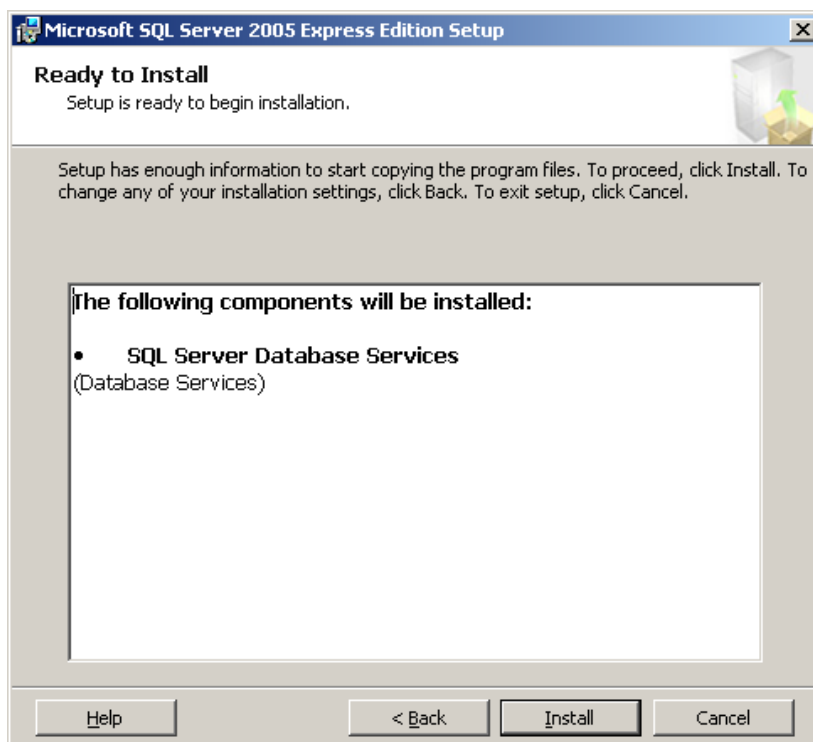 Microsoft SQL Server 2005 Express Edition Setup
Ready to Install
Setup is ready to begin installation.
Setup has enough information to start copying the program files. To proceed, click Install. To
change any of your installation settings, click Back. To exit setup, click Cancel.
The following components will be installed:
• SQL Server Database Services
(Database Services)
Help < Back Install Cancel